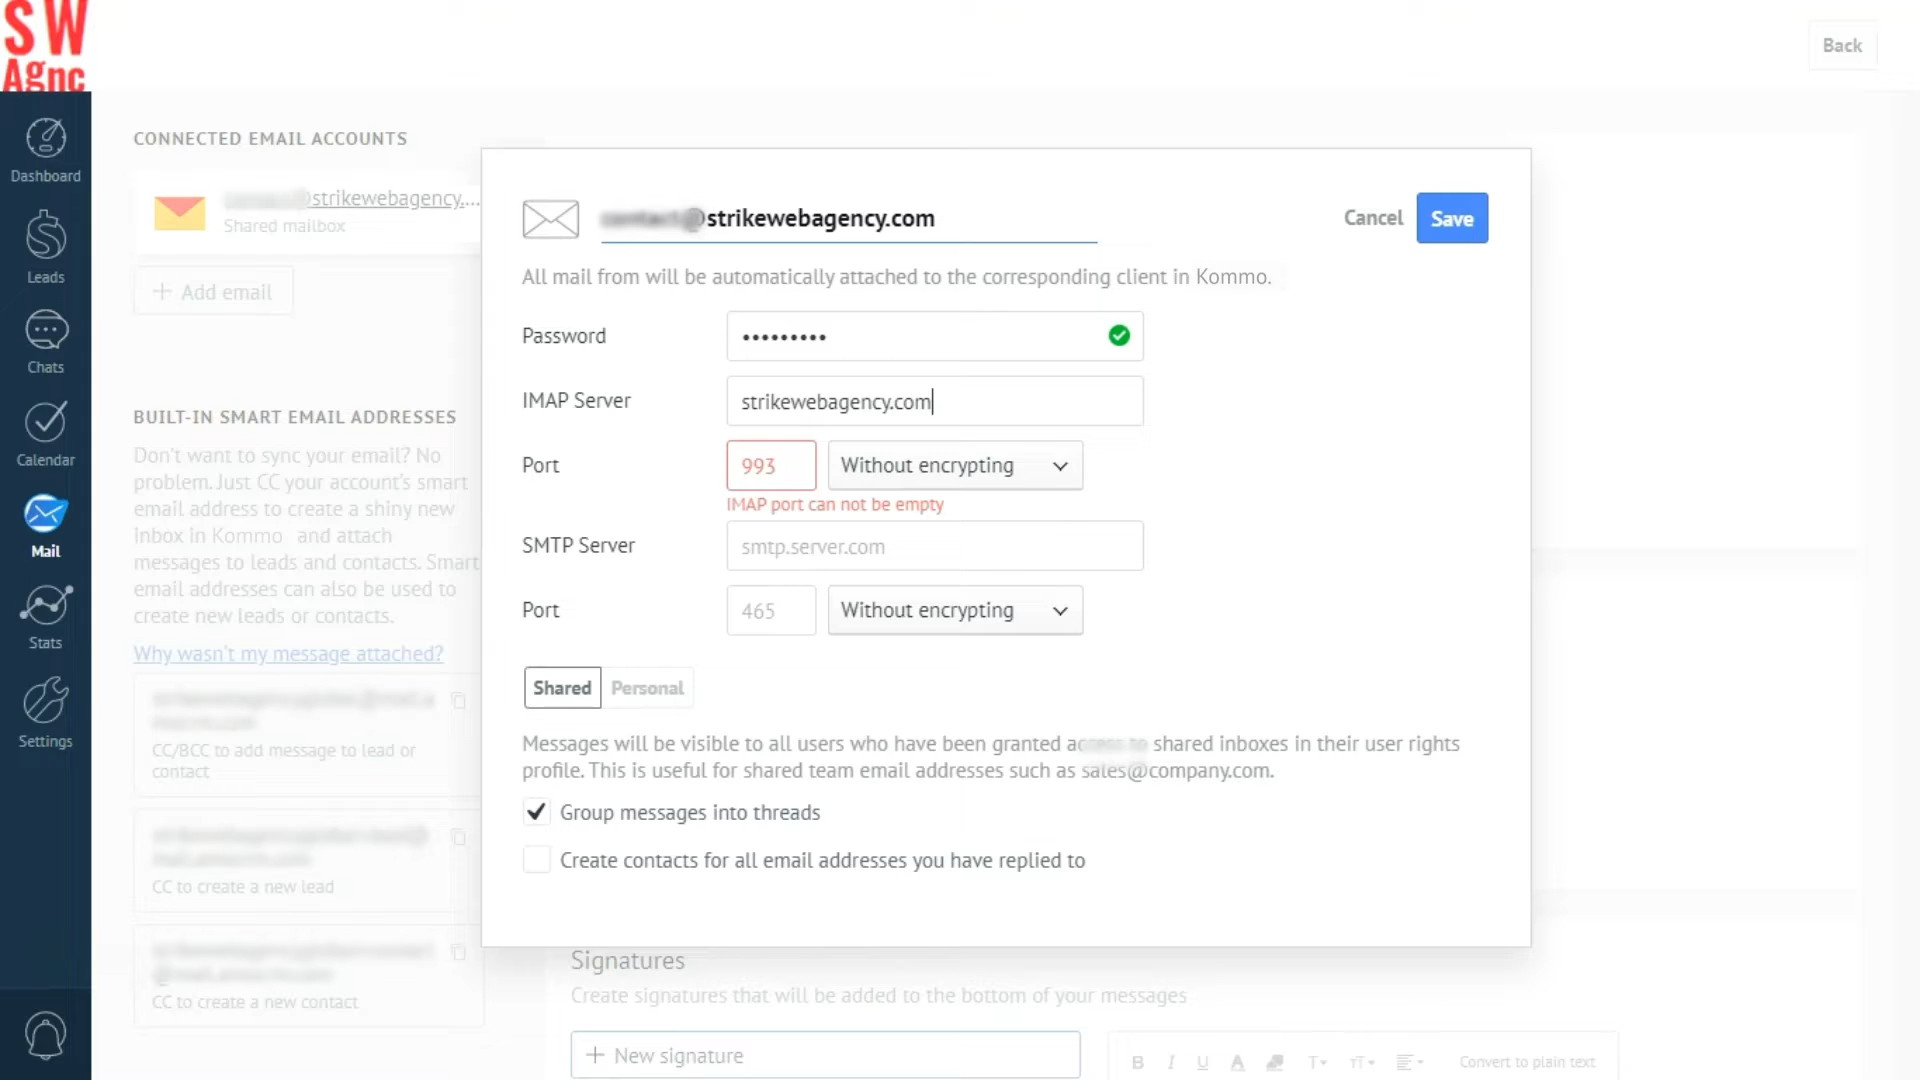 SW
Agnc
Back
CONNECTED EMAIL ACCOUNTS
@strikewebagency....
Shared mailbox
+ Add email
Dashboard
Leads
Chats
Calendar
Mail
Stats
Settings
BUILT-IN SMART EMAIL ADDRESSES
Don't want to sync your email? No
problem. Just CC your account's smart
email address to create a shiny new
Inbox in Kommo and attach
messages to leads and contacts. Smart
email addresses can also be used to
create new leads or contacts.
Why wasn't my message attached?
CC/BCC to add message to lead or
contact
CC to create a new lead
CC to create a new contact
contact@strikewebagency.com
Cancel
Save
All mail from will be automatically attached to the corresponding client in Kommo.
Password
•••••••••
IMAP Server
strikewebagency.com
Port
993
Without encrypting
IMAP port can not be empty
SMTP Server
smtp.server.com
Port
465
Without encrypting
Shared
Personal
Messages will be visible to all users who have been granted access to shared inboxes in their user rights
profile. This is useful for shared team email addresses such as sales@company.com.
Group messages into threads
Create contacts for all email addresses you have replied to
Signatures
Create signatures that will be added to the bottom of your messages
+ New signature
B I U A T TT
Convert to plain text